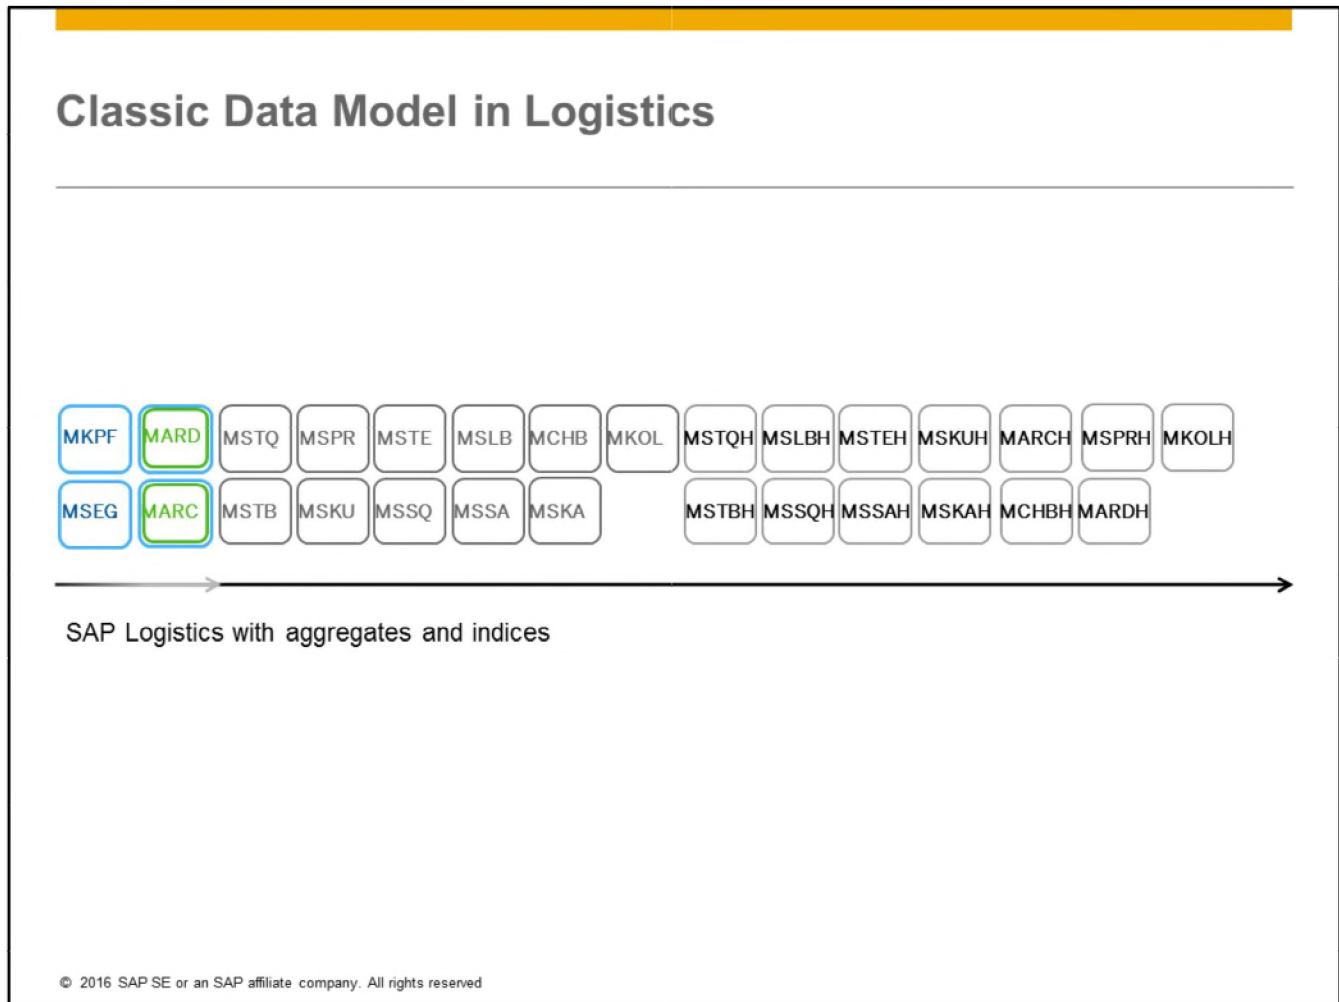 Classic Data Model in Logistics
MKPF MARD MSTQ MSPR MSTE MSLB MCHB MKOL MSTQH MSLBH MSTEH MSKUH MARCH MSPRH MKOLH
MSEG MARC MSTB MSKU MSSQ MSSA MSKA MSTBH MSSQH MSSAH MSKAH MCHBH MARDH
SAP Logistics with aggregates and indices
© 2016 SAP SE or an SAP affiliate company. All rights reserved